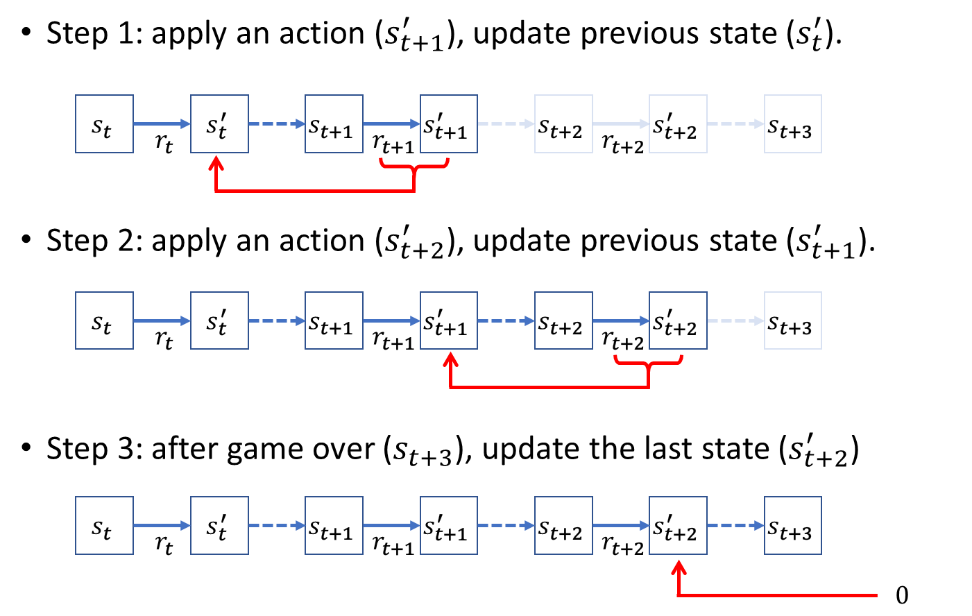 • Step 1: apply an action (s′ₜ₊₁), update previous state (s′ₜ).
sₜ s′ₜ sₜ₊₁ s′ₜ₊₁ sₜ₊₂ s′ₜ₊₂ sₜ₊₃
rₜ rₜ₊₁ rₜ₊₂
• Step 2: apply an action (s′ₜ₊₂), update previous state (s′ₜ₊₁).
sₜ s′ₜ sₜ₊₁ s′ₜ₊₁ sₜ₊₂ s′ₜ₊₂ sₜ₊₃
rₜ rₜ₊₁ rₜ₊₂
• Step 3: after game over (sₜ₊₃), update the last state (s′ₜ₊₂)
sₜ s′ₜ sₜ₊₁ s′ₜ₊₁ sₜ₊₂ s′ₜ₊₂ sₜ₊₃
rₜ rₜ₊₁ rₜ₊₂
0